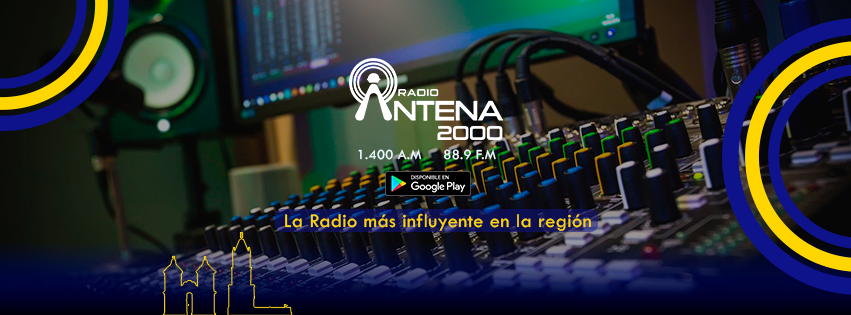 RADIO
ANTENA
2000
1.400 A.M 88.9 F.M
DISPONIBLE EN
Google Play
La Radio más influyente en la región